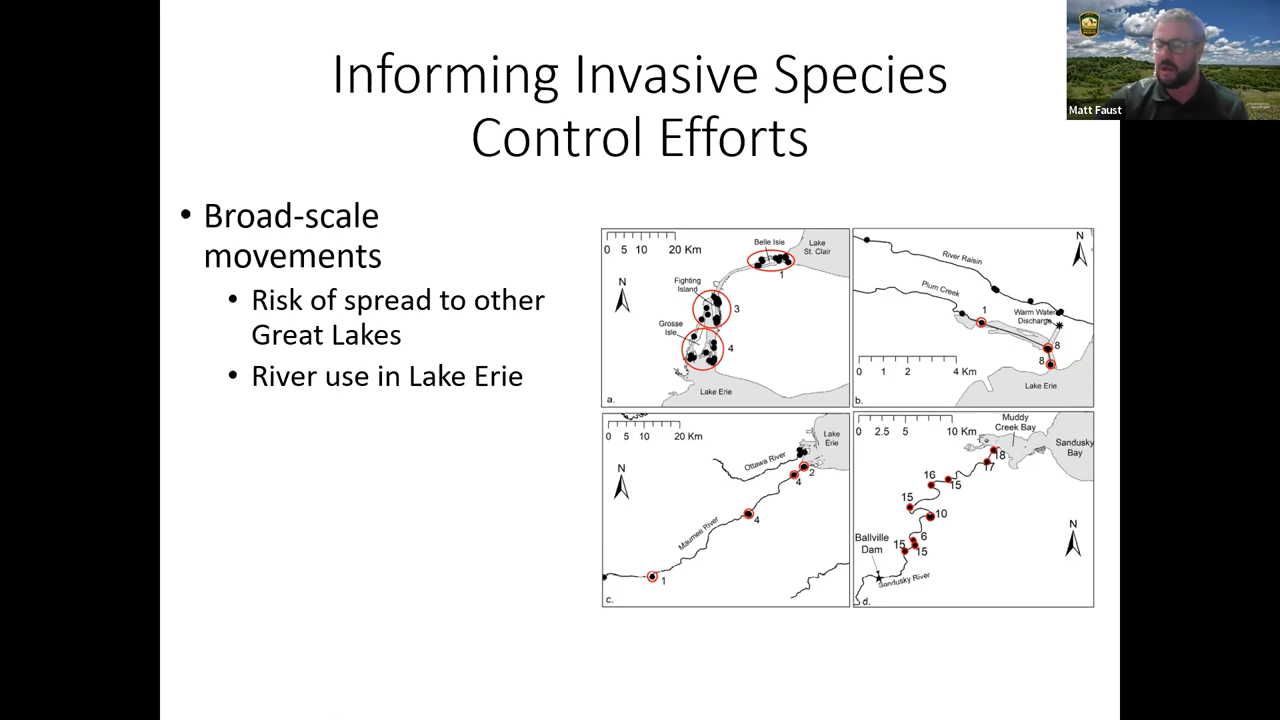 Informing Invasive Species
Control Efforts
• Broad-scale
movements
• Risk of spread to other
Great Lakes
• River use in Lake Erie
Matt Faust
0 5 10 20 Km
Belle Isle
Lake
St. Clair
1
N
Fighting
Island
3
Grosse
Isle
4
Lake Erie
a.
N
River Raisin
Plum Creek
1
Warm Water
Discharge
8
8
0 1 2 4 Km
Lake Erie
b.
0 5 10 20 Km
Lake
Erie
Ottawa River
N
2
4
4
Maumee River
1
c.
0 2.5 5 10 Km
Muddy
Creek Bay
Sandusky
Bay
18
17
16
15
15
10
N
6
Ballville
Dam
15
15
Sandusky River
d.